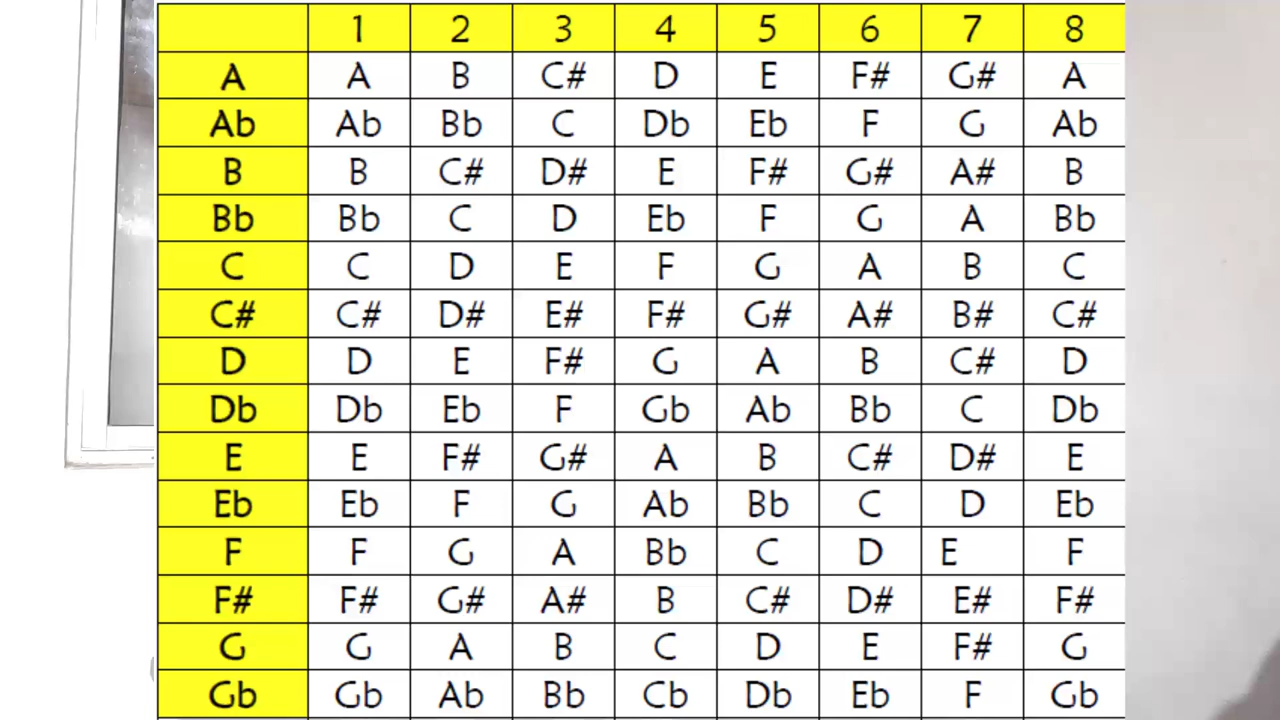 1 2 3 4 5 6 7 8
A A B C# D E F# G# A
Ab Ab Bb C Db Eb F G Ab
B B C# D# E F# G# A# B
Bb Bb C D Eb F G A Bb
C C D E F G A B C
C# C# D# E# F# G# A# B# C#
D D E F# G A B C# D
Db Db Eb F Gb Ab Bb C Db
E E F# G# A B C# D# E
Eb Eb F G Ab Bb C D Eb
F F G A Bb C D E F
F# F# G# A# B C# D# E# F#
G G A B C D E F# G
Gb Gb Ab Bb Cb Db Eb F Gb